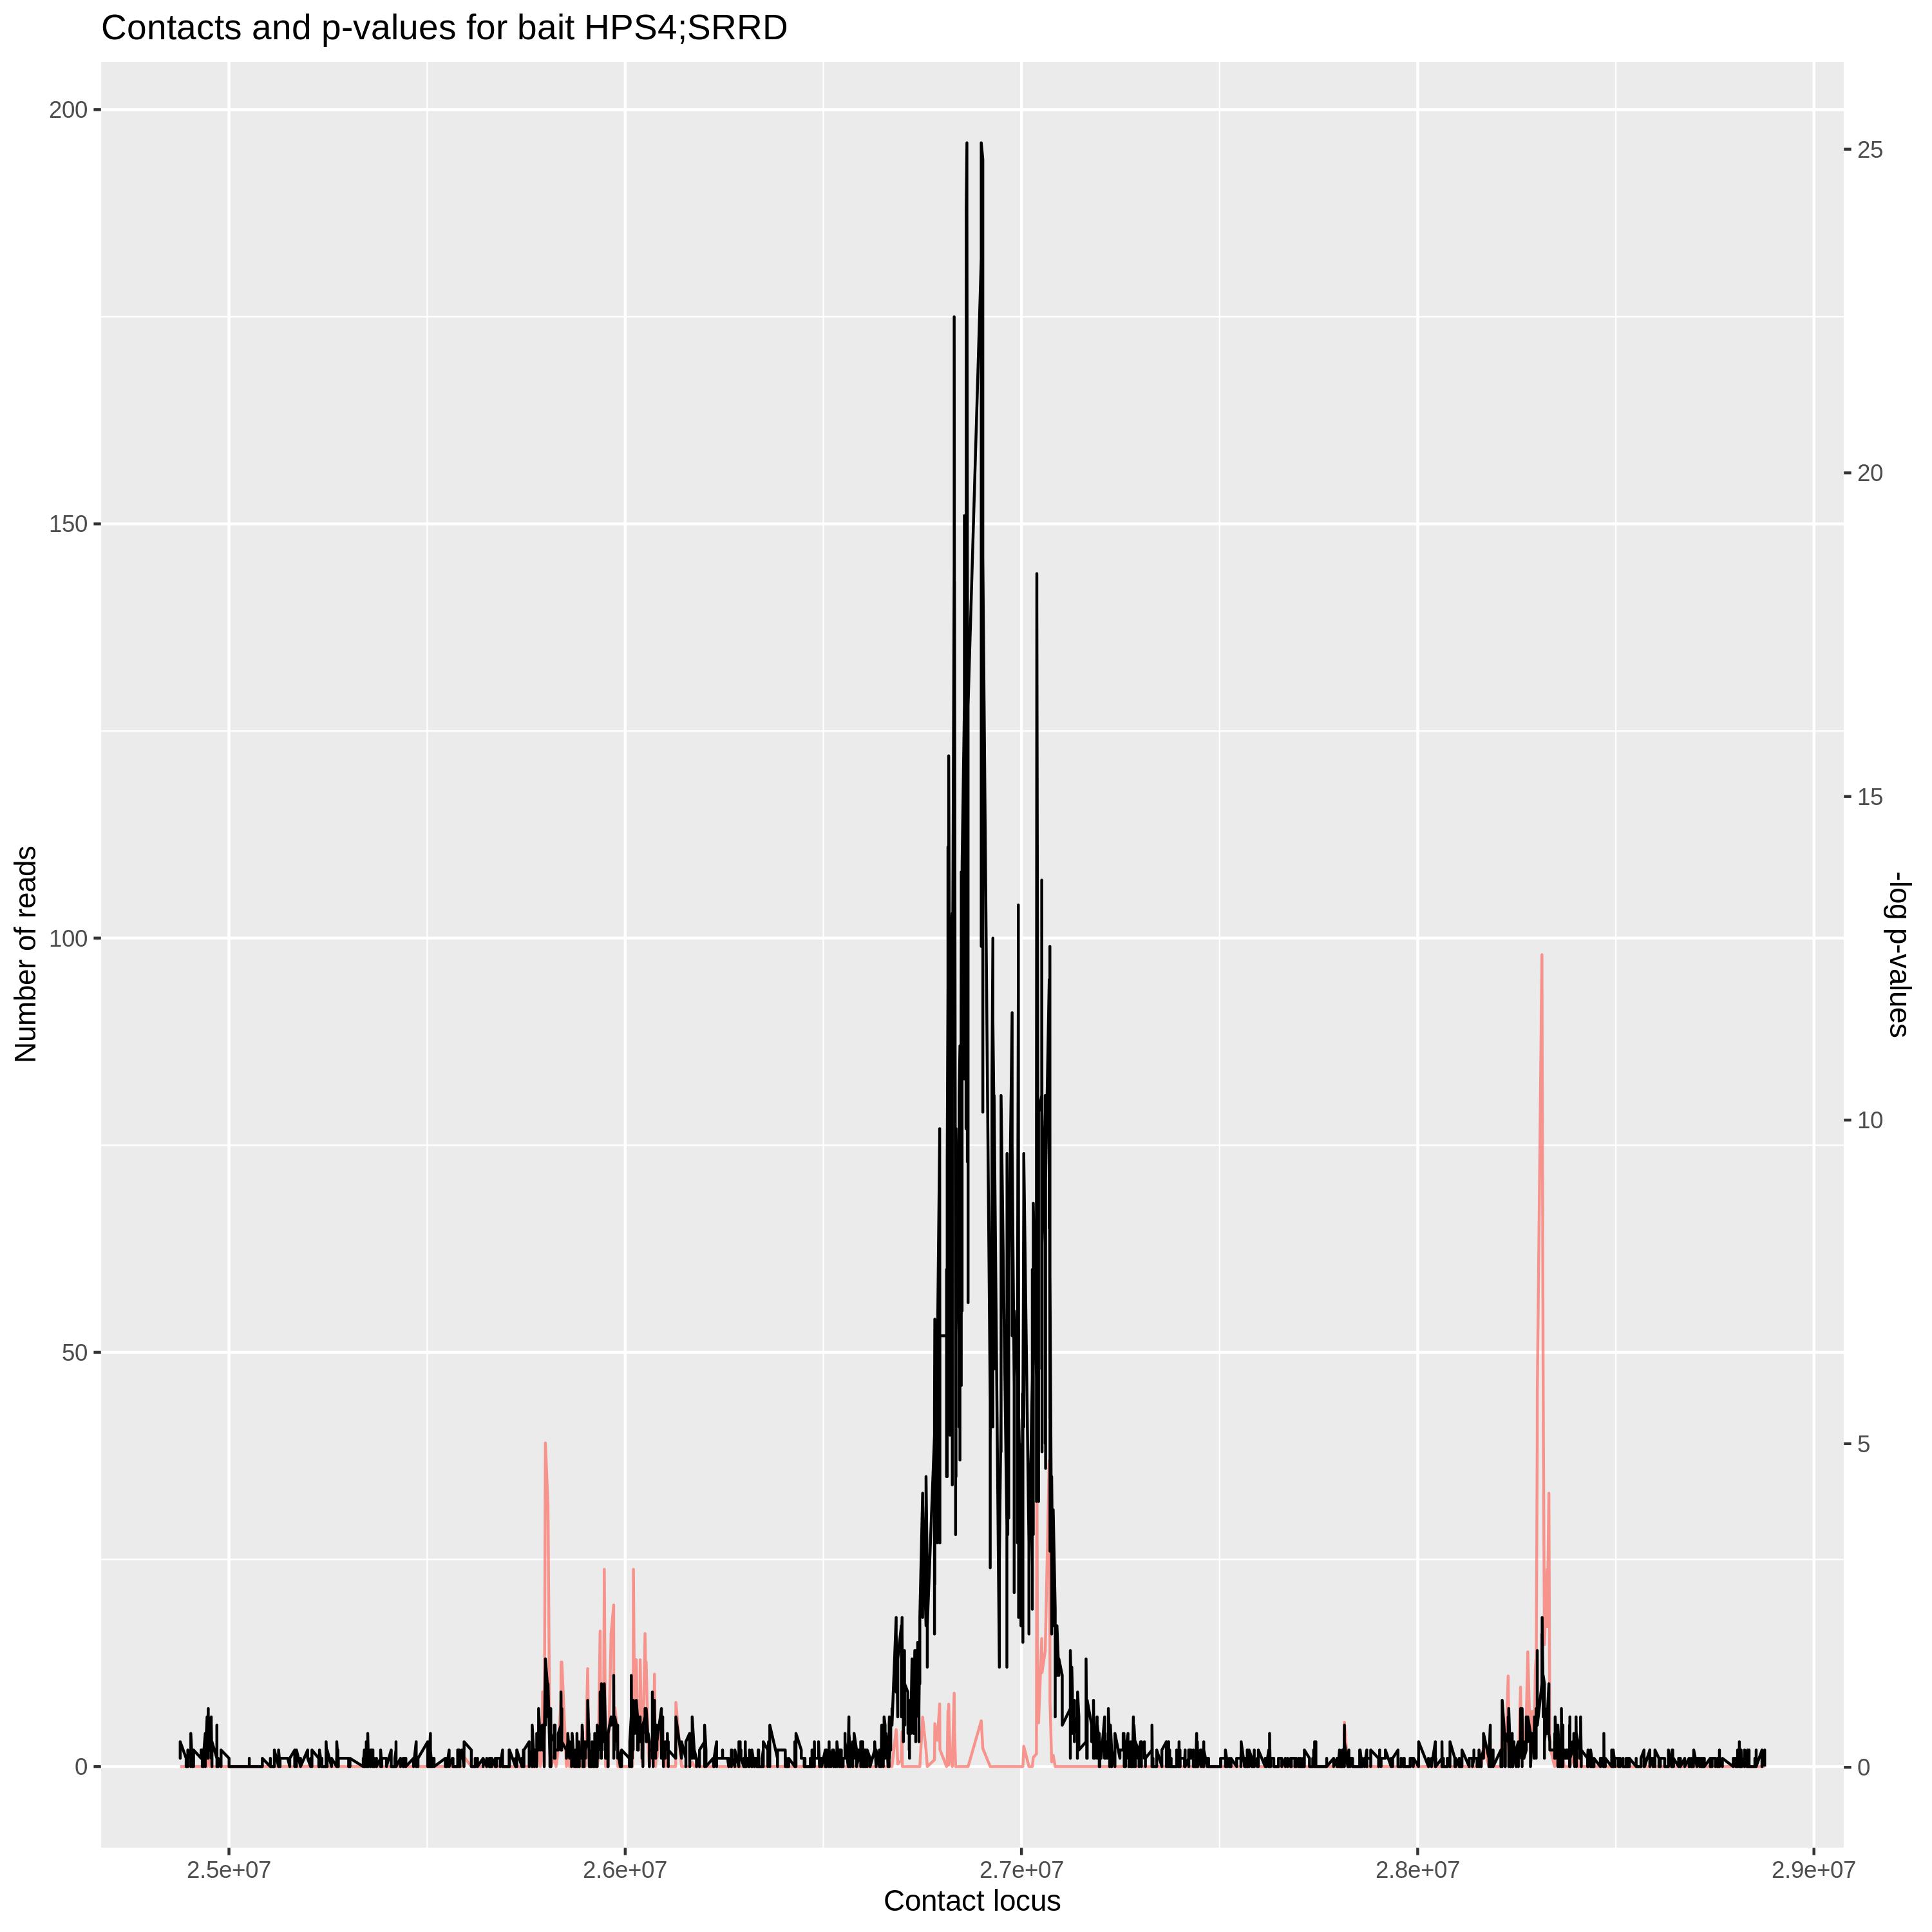 Contacts and p-values for bait HPS4;SRRD
200
150
100
50
0
Number of reads
25
20
15
10
5
0
-log p-values
2.5e+07
2.6e+07
2.7e+07
2.8e+07
2.9e+07
Contact locus